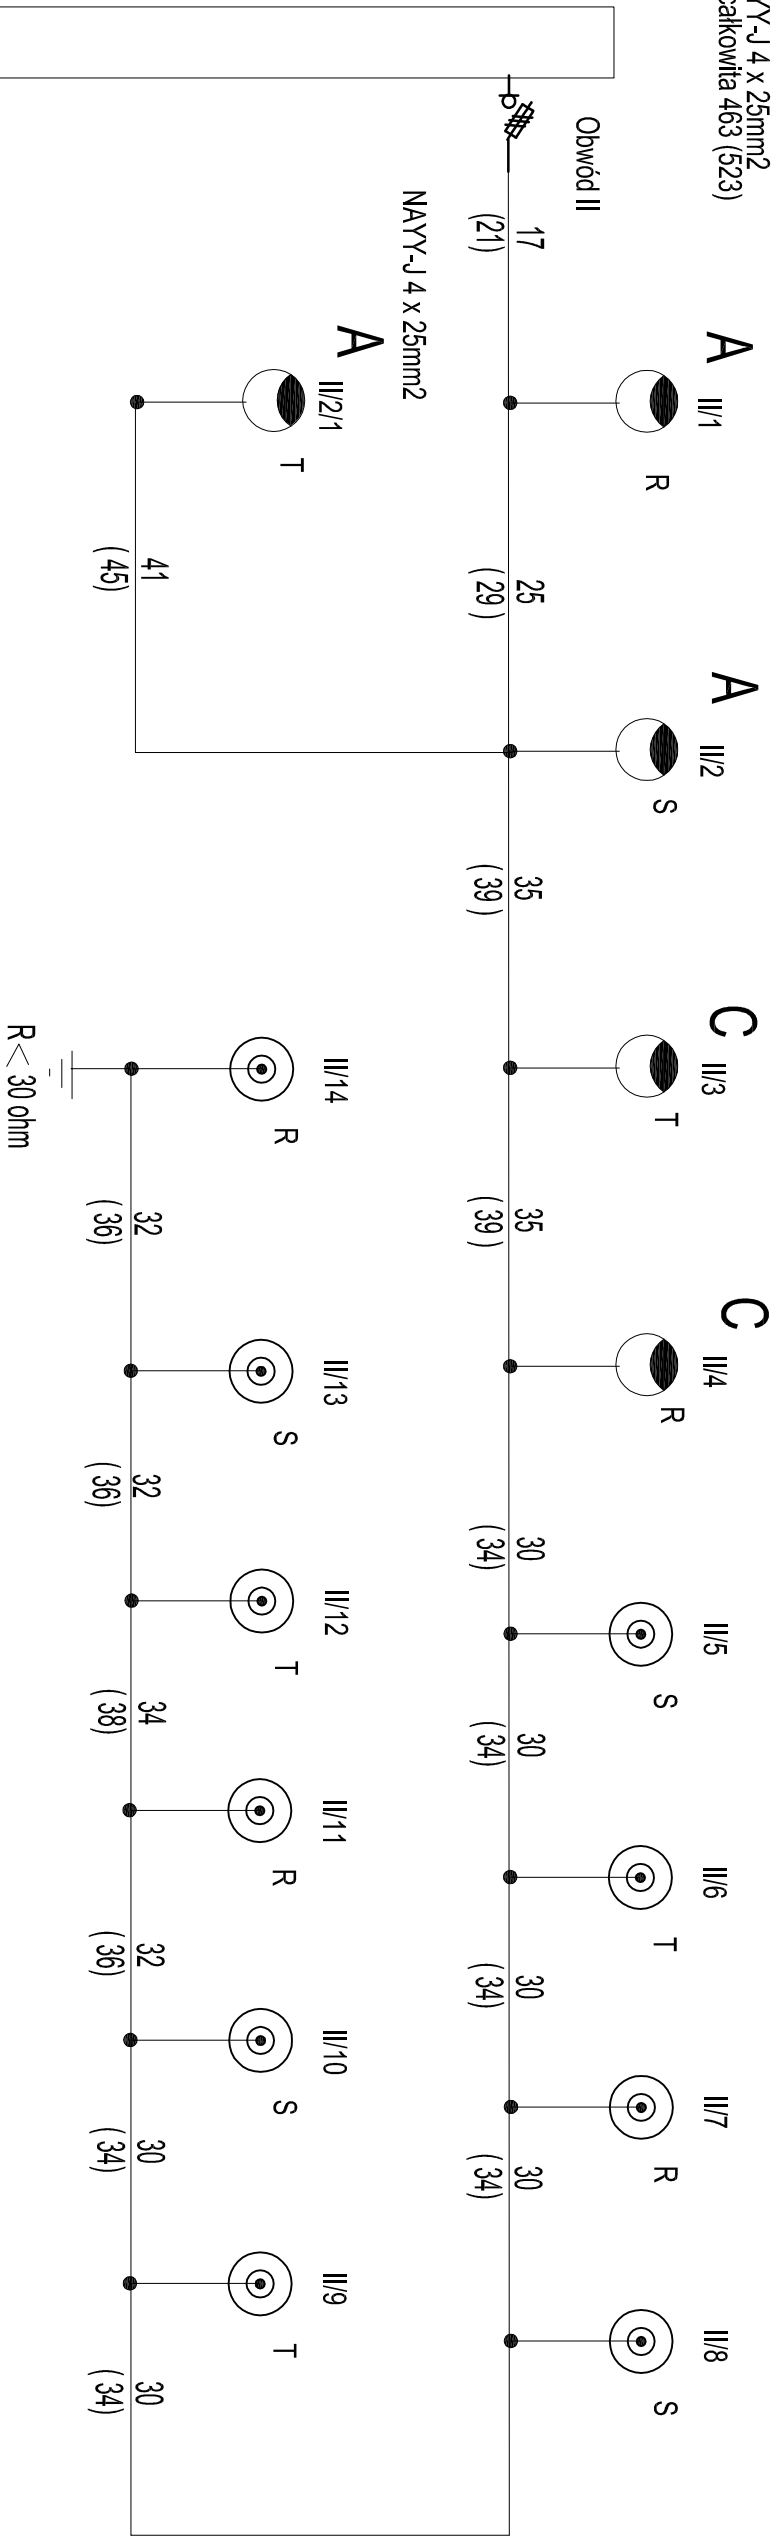 YY-J 4 x 25mm2
całkowita 463 (523)
Obwód II
NAYY-J 4 x 25mm2
17
(21)
A
II/1
R
25
(29)
A
II/2
S
A
II/2/1
T
41
(45)
35
(39)
C
II/3
T
35
(39)
C
II/4
R
30
(34)
II/5
S
30
(34)
II/6
T
30
(34)
II/7
R
30
(34)
II/8
S
R< 30 ohm
II/14
R
32
(36)
II/13
S
32
(36)
II/12
T
34
(38)
II/11
R
32
(36)
II/10
S
30
(34)
II/9
T
30
(34)